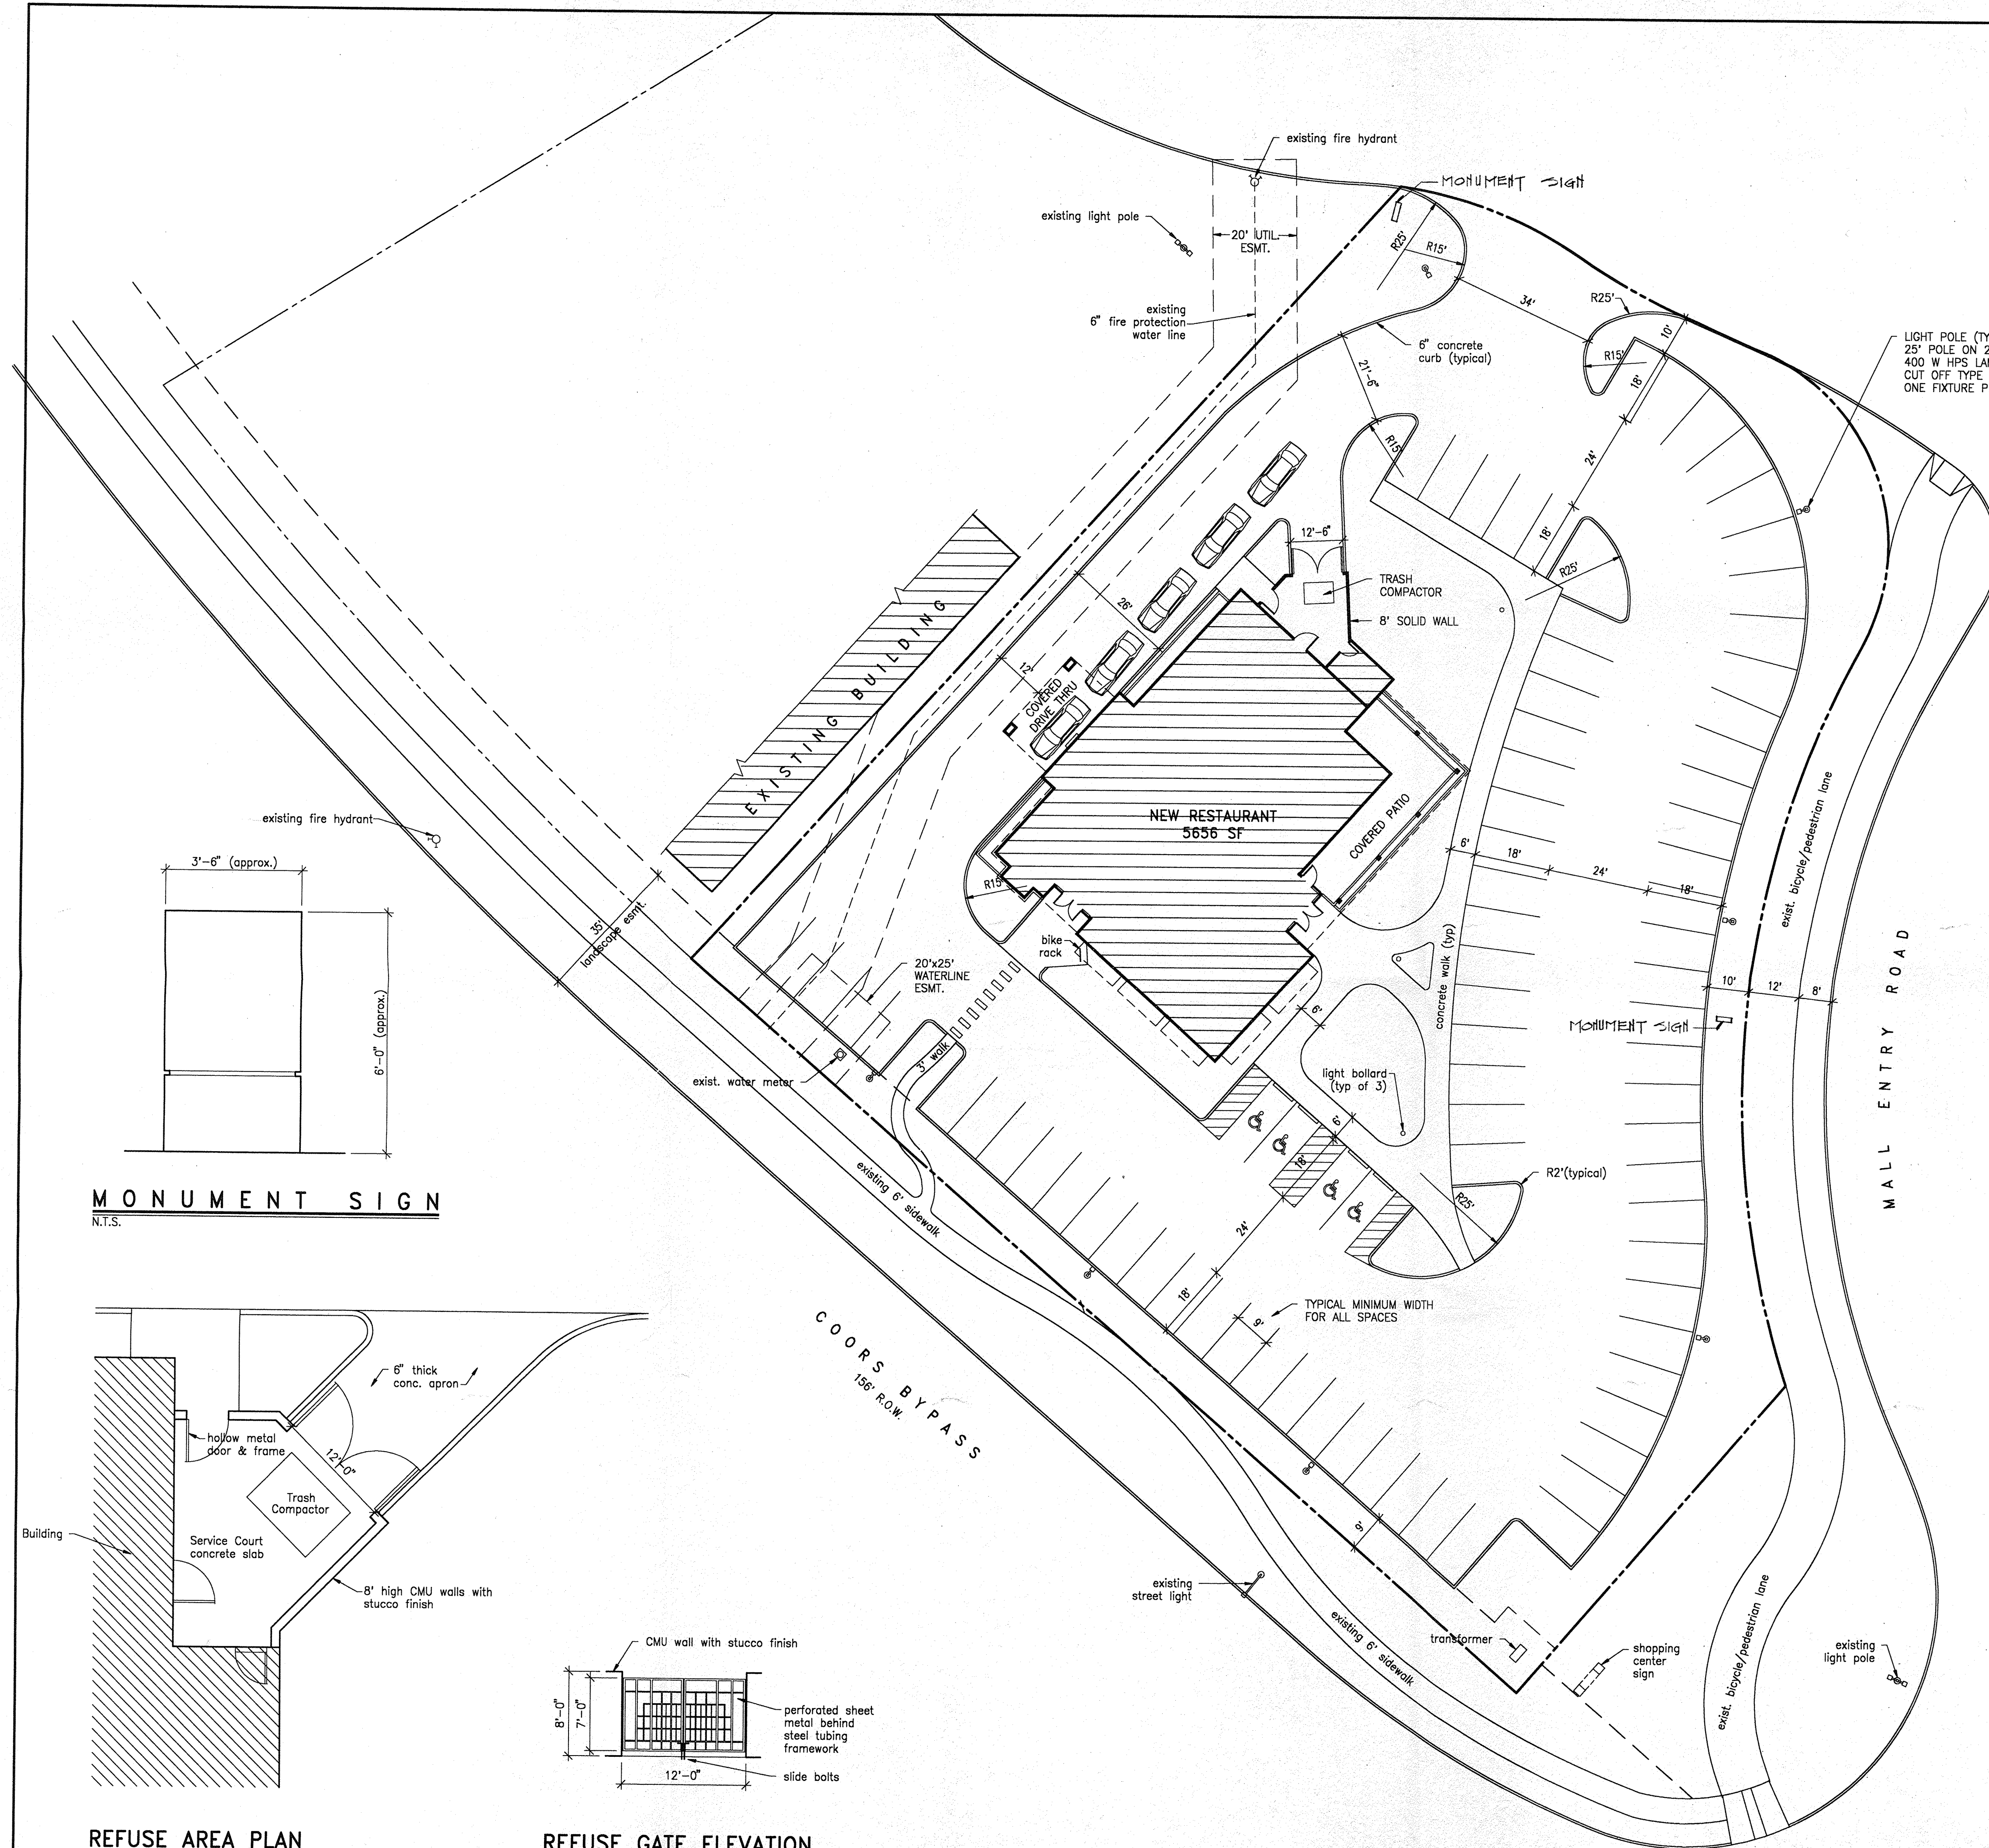 existing fire hydrant
MONUMENT SIGN
existing light pole
20' UTIL.
ESMT.
R25'
R15'
existing
6" fire protection
water line
6" concrete
curb (typical)
34'
R25'
10'
R15'
18'
LIGHT POLE (TY
25' POLE ON 2
400 W HPS LA
CUT OFF TYPE
ONE FIXTURE P
21'-6"
R15'
24'
18'
R25'
12'-6"
TRASH
COMPACTOR
8' SOLID WALL
26'
12'
COVERED
DRIVE THRU
EXISTING BUILDING
NEW RESTAURANT
5656 SF
COVERED PATIO
6'
18'
24'
18'
exist. bicycle/pedestrian lane
MALL ENTRY ROAD
10'
12'
8'
MONUMENT SIGN
existing fire hydrant
35'
landscape esmt.
R15'
bike
rack
20'x25'
WATERLINE
ESMT.
exist. water meter
3' walk
6'
concrete walk (typ)
light bollard
(typ of 3)
6'
18'
24'
18'
R25'
R2'(typical)
TYPICAL MINIMUM WIDTH
FOR ALL SPACES
9'
existing 6' sidewalk
COORS BYPASS
156' R.O.W.
9'
existing
street light
existing 6' sidewalk
transformer
shopping
center
sign
exist. bicycle/pedestrian lane
existing
light pole
3'-6" (approx.)
6'-0" (approx.)
MONUMENT SIGN
N.T.S.
6" thick
conc. apron
hollow metal
door & frame
12'-0"
Trash
Compactor
Building
Service Court
concrete slab
8' high CMU walls with
stucco finish
REFUSE AREA PLAN
CMU wall with stucco finish
8'-0"
7'-0"
perforated sheet
metal behind
steel tubing
framework
slide bolts
12'-0"
REFUSE GATE ELEVATION